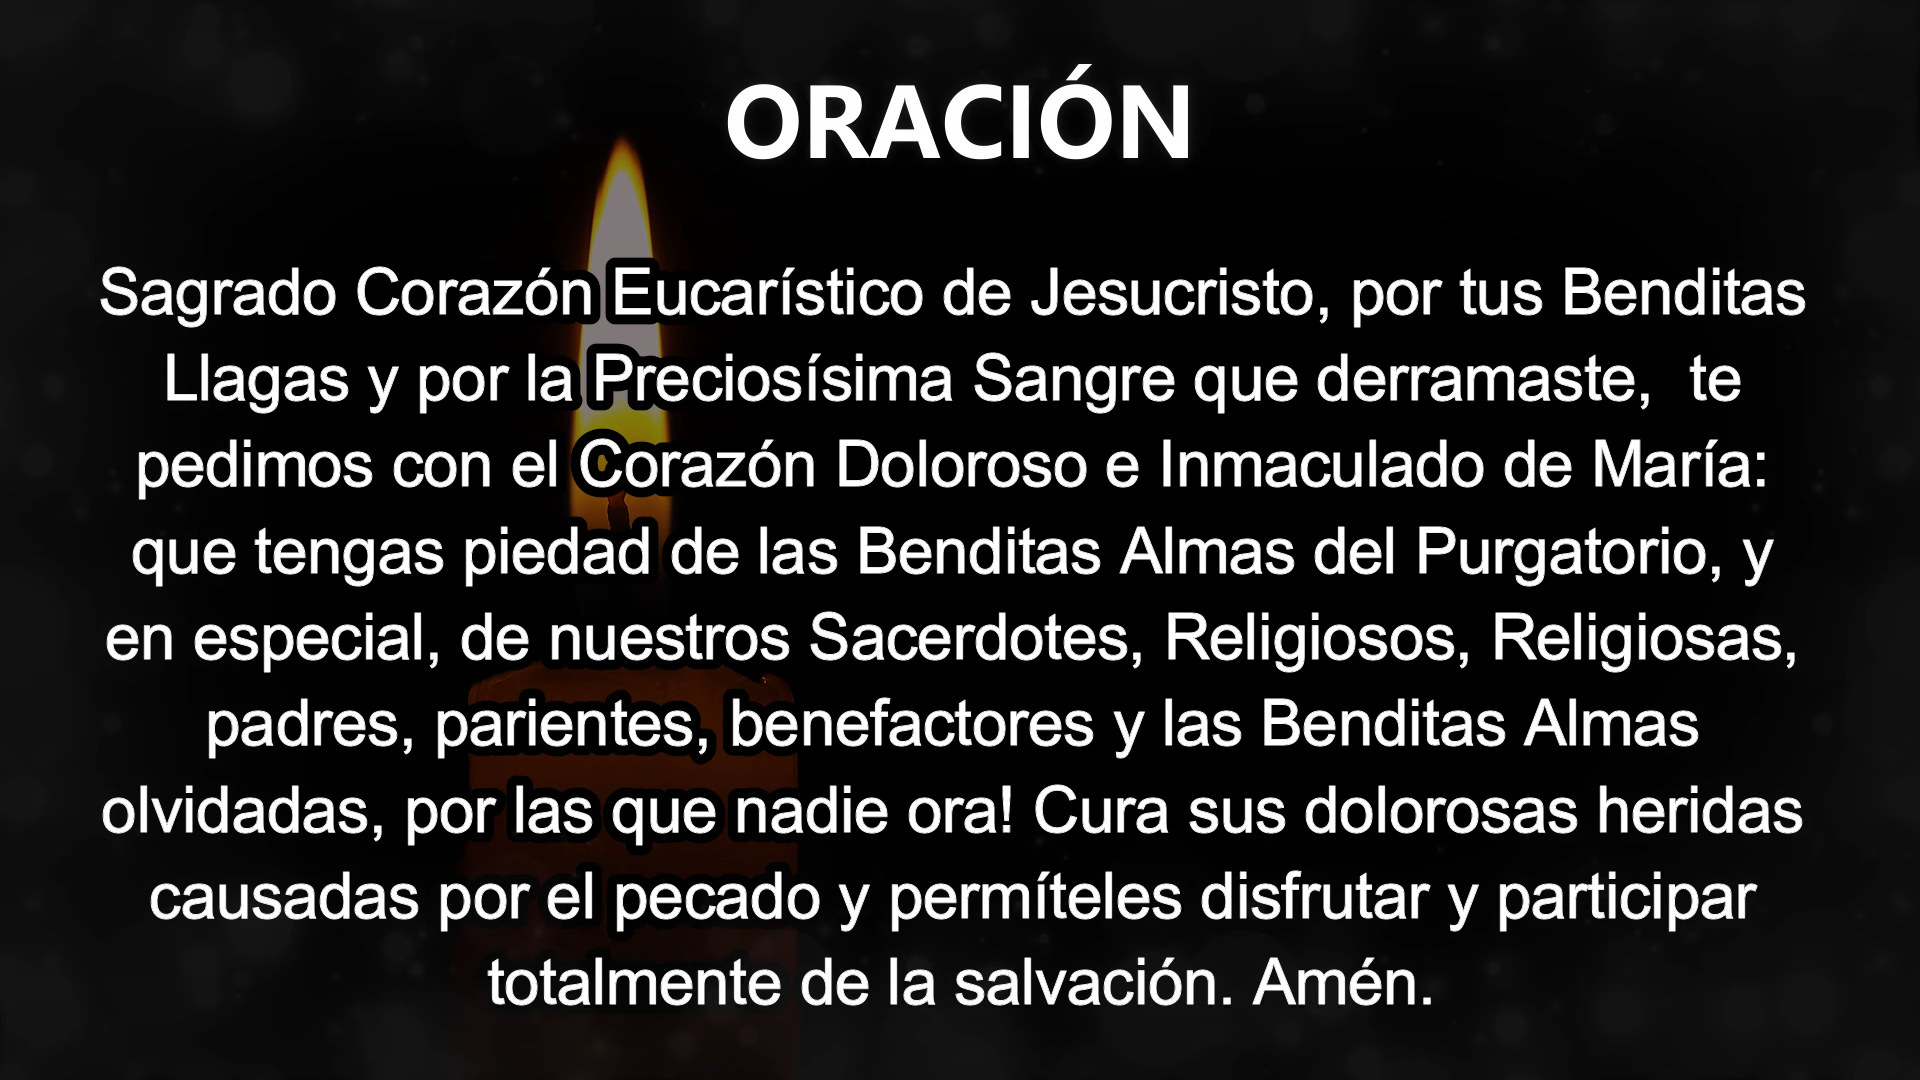 ORACIÓN
Sagrado Corazón Eucarístico de Jesucristo, por tus Benditas
Llagas y por la Preciosísima Sangre que derramaste,  te
pedimos con el Corazón Doloroso e Inmaculado de María:
que tengas piedad de las Benditas Almas del Purgatorio, y
en especial, de nuestros Sacerdotes, Religiosos, Religiosas,
padres, parientes, benefactores y las Benditas Almas
olvidadas, por las que nadie ora! Cura sus dolorosas heridas
causadas por el pecado y permíteles disfrutar y participar
totalmente de la salvación. Amén.